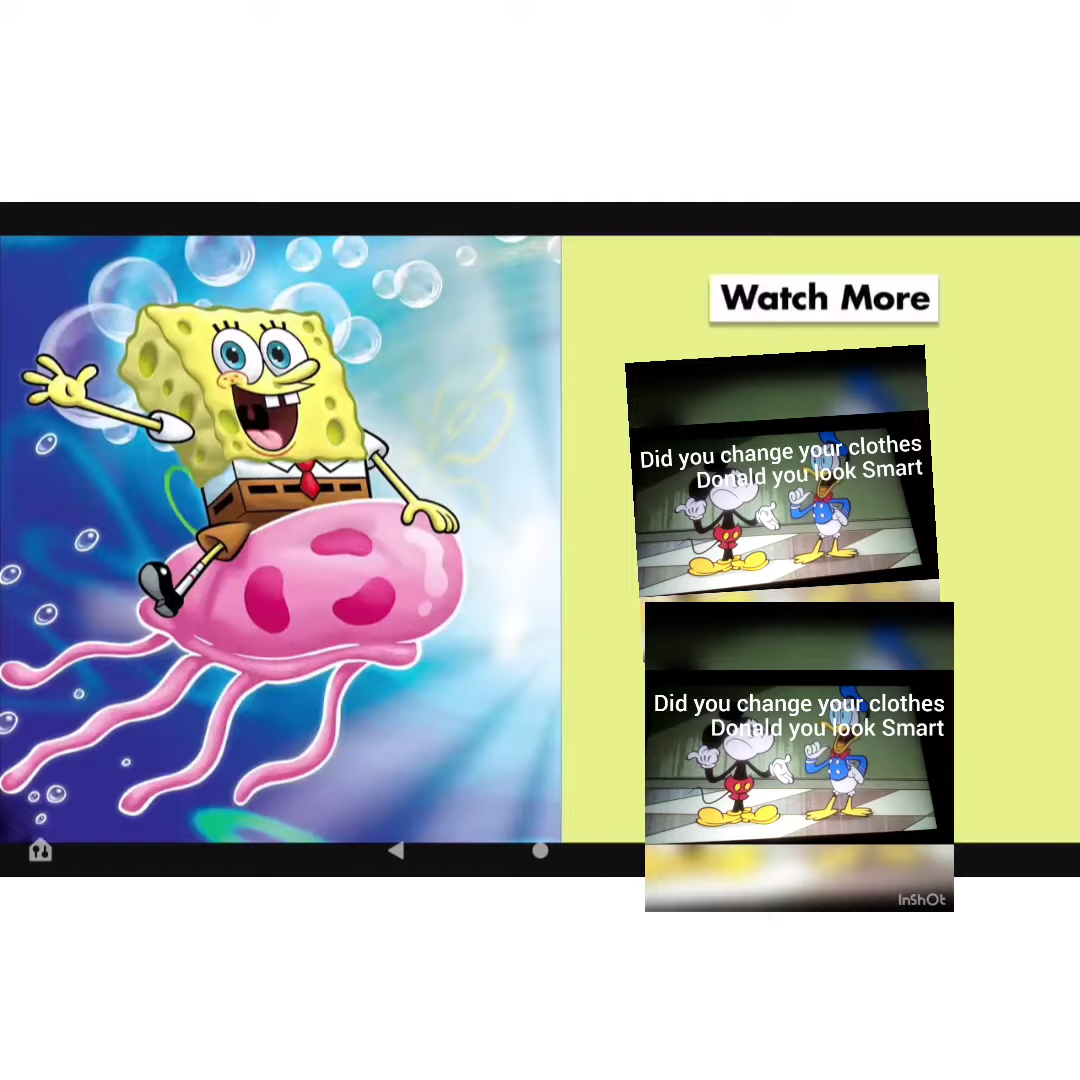 Watch More
Did you change your clothes
Donald you look Smart
Did you change your clothes
Donald you look Smart
InShOt